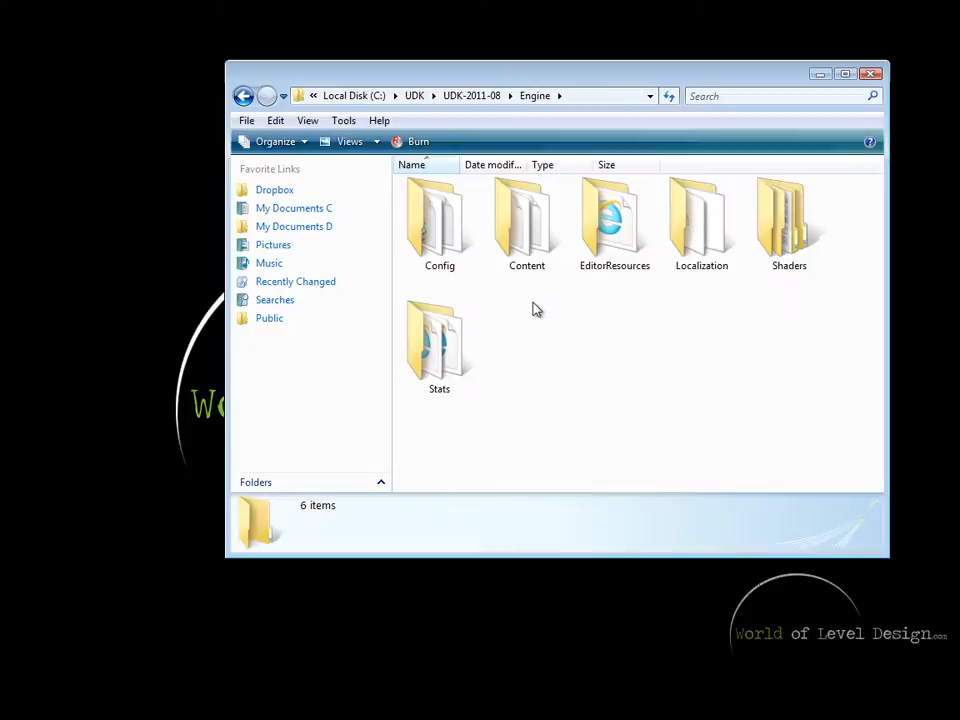 « Local Disk (C:) UDK UDK-2011-08 Engine
Search
File Edit View Tools Help
Organize Views Burn
Favorite Links
Dropbox
My Documents C
My Documents D
Pictures
Music
Recently Changed
Searches
Public
Folders
Name Date modif... Type Size
Config Content EditorResources Localization Shaders
Stats
6 items
World of Level Design.com